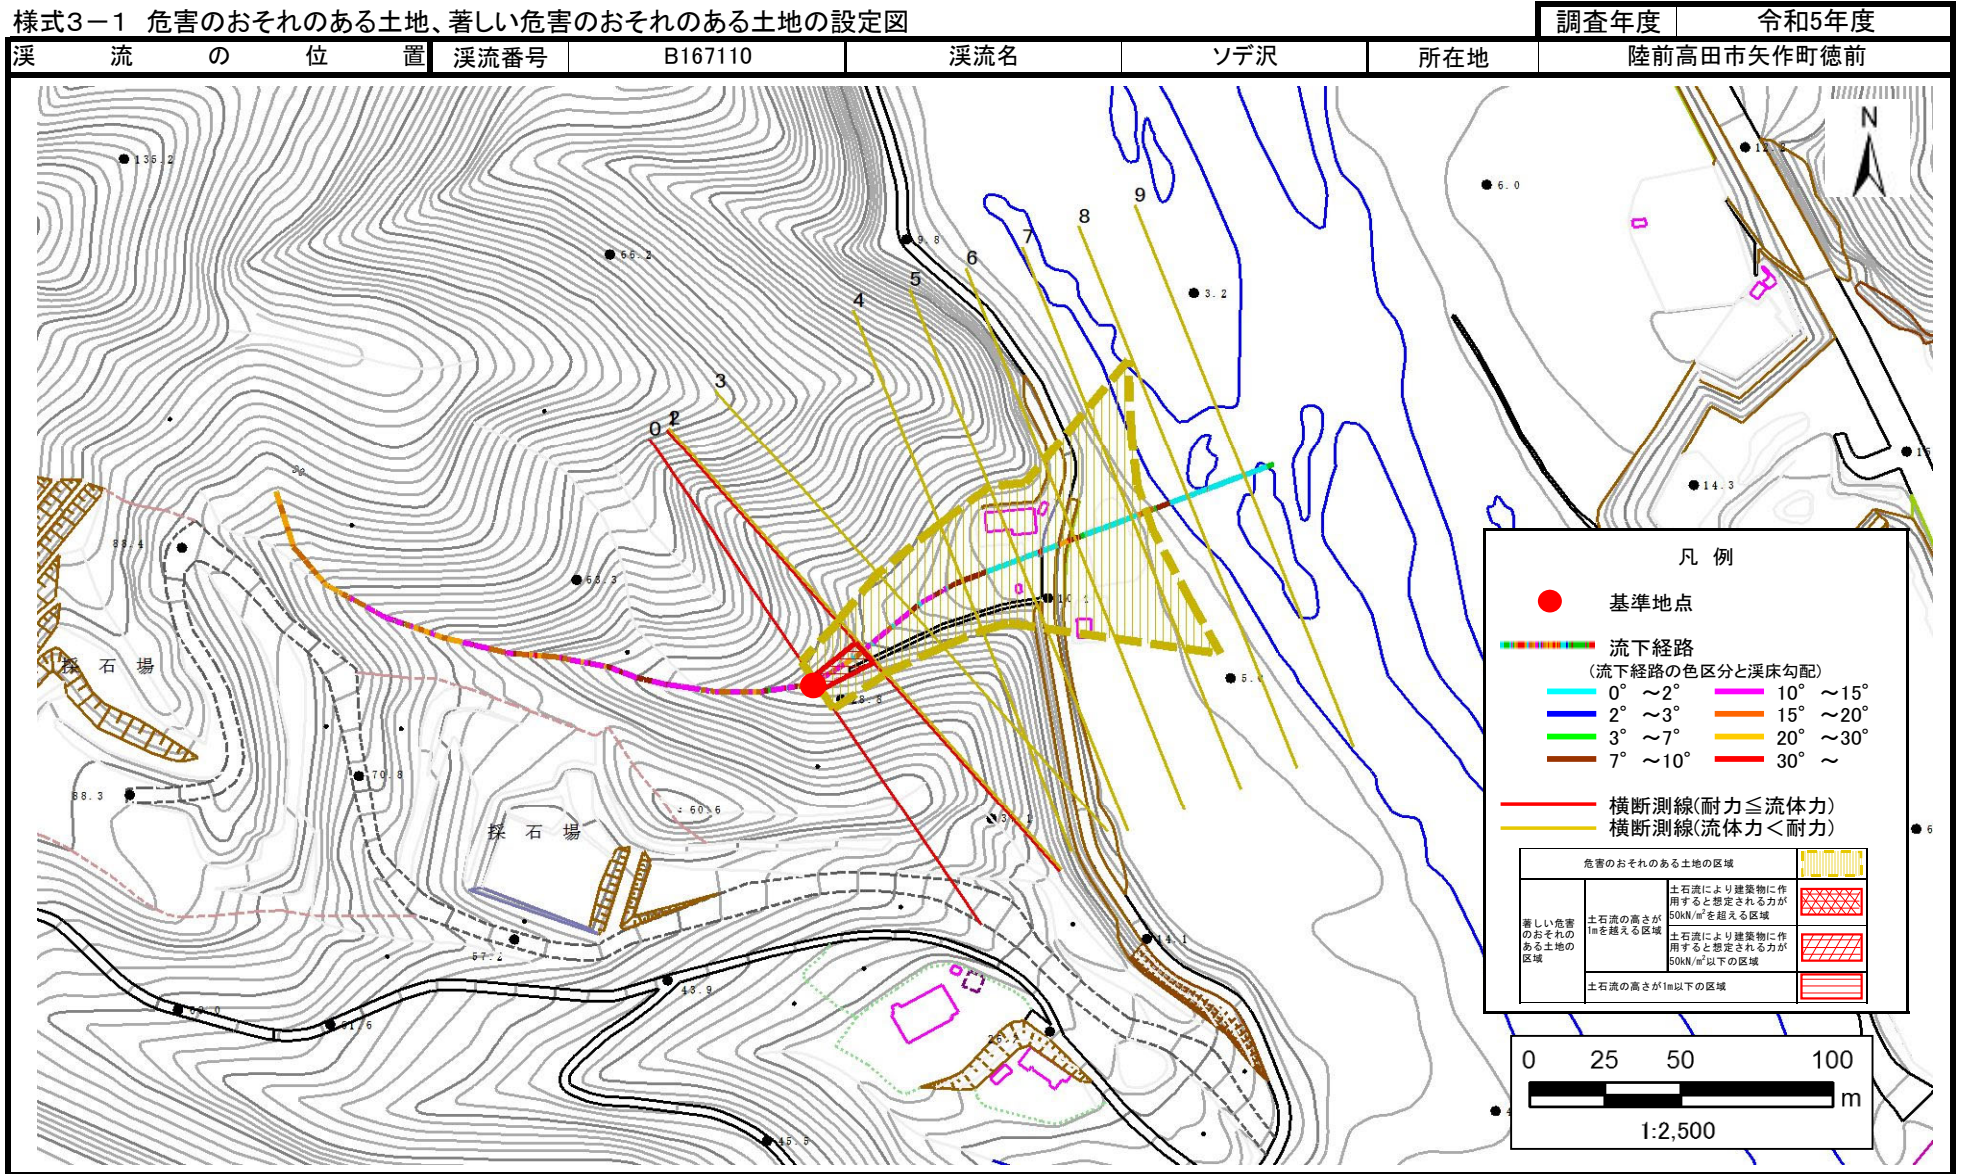 様式3-1 危害のおそれのある土地、著しい危害のおそれのある土地の設定図
調査年度 令和5年度
渓流の位置 渓流番号 B167110 渓流名 ソデ沢 所在地 陸前高田市矢作町徳前
N
135.2
66.2
9.8
3.2
6.0
12.2
0
1
2
3
4
5
6
7
8
9
88.4
63.3
28.8
14.3
採石場
70.8
68.3
60.6
採石場
57.2
43.9
14.1
61.6
45.5
凡例
基準地点
流下経路
(流下経路の色区分と渓床勾配)
0° ~2° 10° ~15°
2° ~3° 15° ~20°
3° ~7° 20° ~30°
7° ~10° 30° ~
横断測線(耐力≦流体力)
横断測線(流体力<耐力)
危害のおそれのある土地の区域
著しい危害のおそれのある土地の区域
土石流の高さが1mを越える区域
土石流により建築物に作用すると想定される力が50kN/m²を超える区域
土石流により建築物に作用すると想定される力が50kN/m²以下の区域
土石流の高さが1m以下の区域
0 25 50 100
m
1:2,500